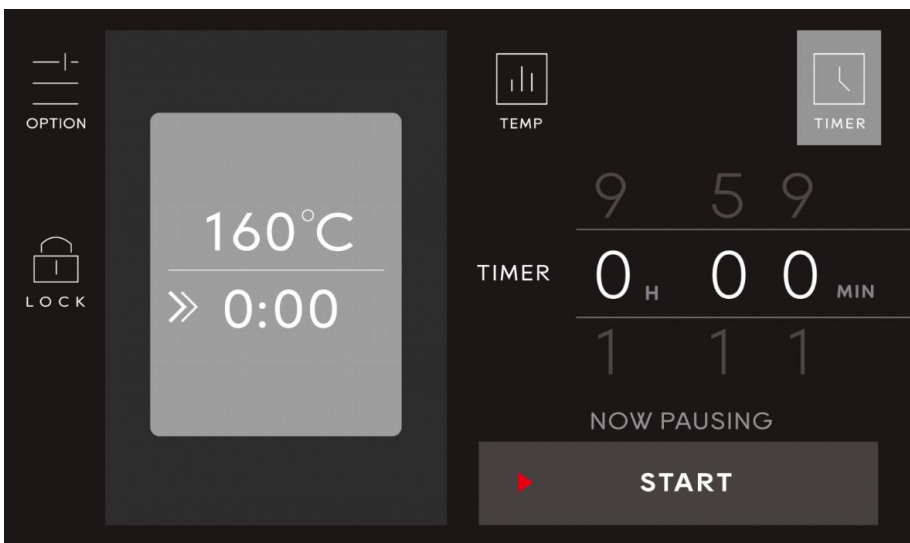 OPTION
LOCK
160°C
0:00
TEMP
TIMER
9 5 9
TIMER 0 H 0 0 MIN
1 1 1
NOW PAUSING
START